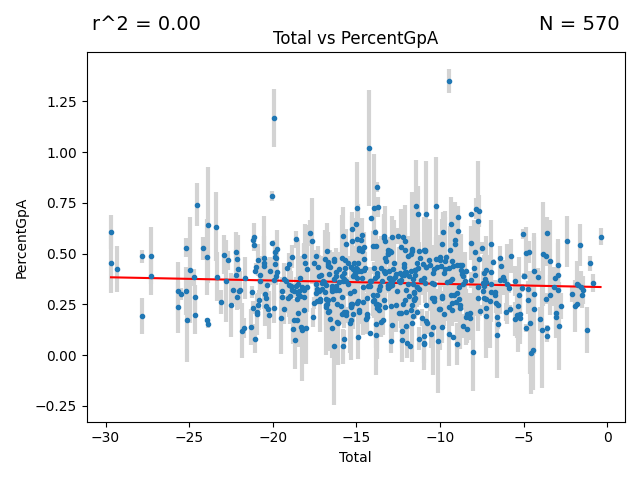 r^2 = 0.00
N = 570
Total vs PercentGpA
PercentGpA
1.25
1.00
0.75
0.50
0.25
0.00
−0.25
−30
−25
−20
−15
−10
−5
0
Total